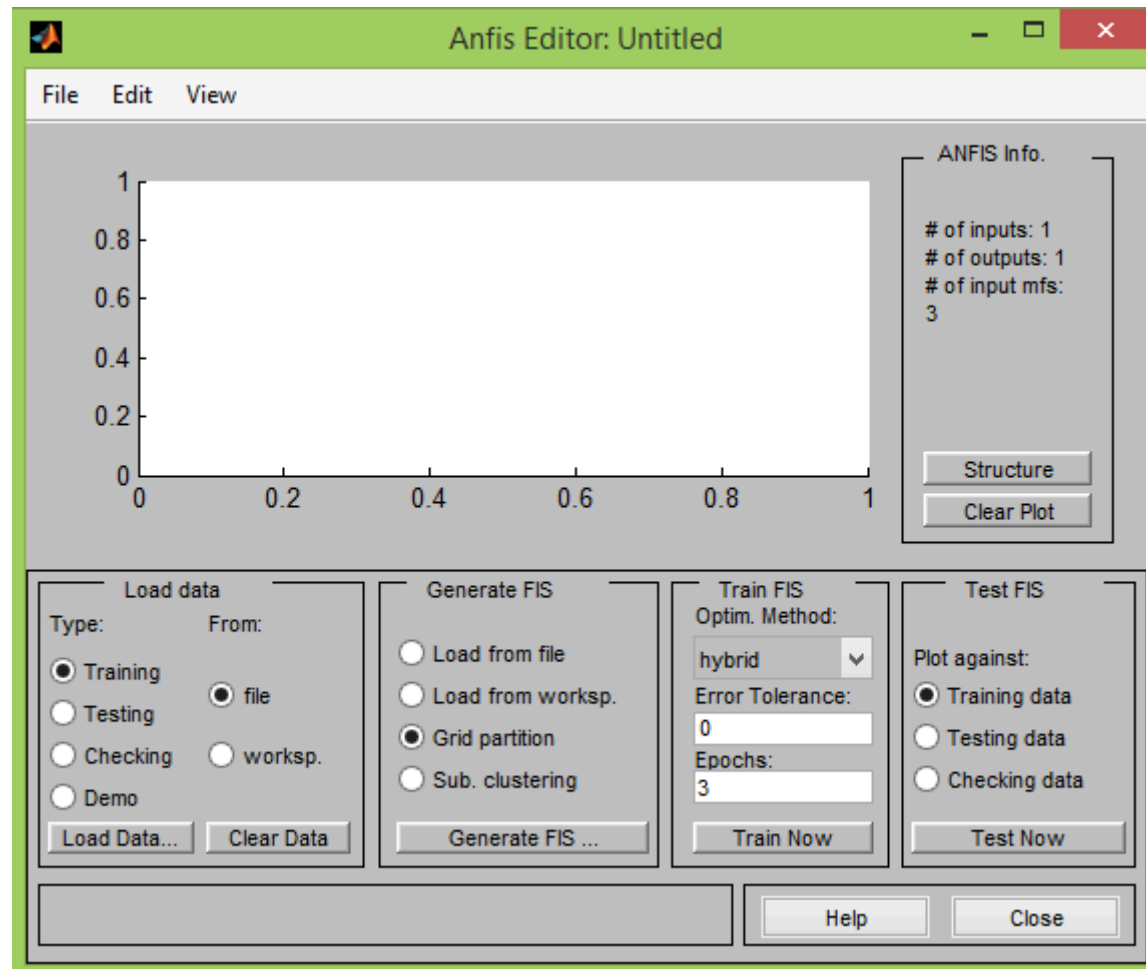 Anfis Editor: Untitled
File Edit View
1
0.8
0.6
0.4
0.2
0
0 0.2 0.4 0.6 0.8 1
ANFIS Info.
# of inputs: 1
# of outputs: 1
# of input mfs:
3
Structure
Clear Plot
Load data
Type: From:
Training
Testing
Checking
Demo
file
worksp.
Load Data... Clear Data
Generate FIS
Load from file
Load from worksp.
Grid partition
Sub. clustering
Generate FIS ...
Train FIS
Optim. Method:
hybrid
Error Tolerance:
0
Epochs:
3
Train Now
Test FIS
Plot against:
Training data
Testing data
Checking data
Test Now
Help Close